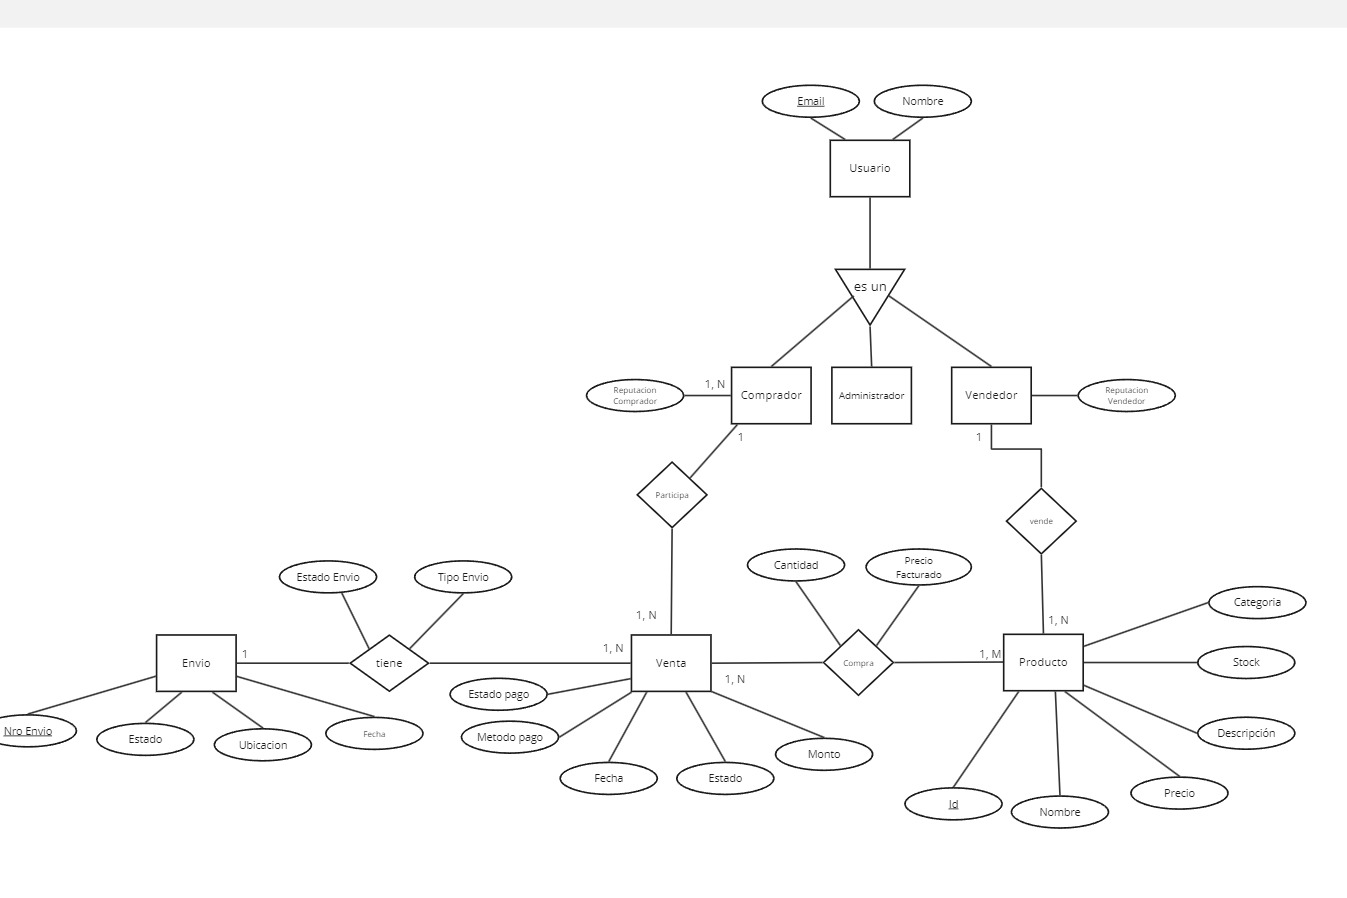 Email
Nombre
Usuario
es un
Reputacion
Comprador
1, N
Comprador
Administrador
Vendedor
Reputacion
Vendedor
1
1
Participa
vende
Estado Envio
Tipo Envio
Cantidad
Precio
Facturado
Categoria
1, N
1, N
Envio
1
tiene
1, N
Venta
1, N
Compra
1, M
Producto
Stock
Estado pago
Nro Envio
Estado
Ubicacion
Fecha
Metodo pago
Descripción
Monto
Fecha
Estado
Id
Nombre
Precio